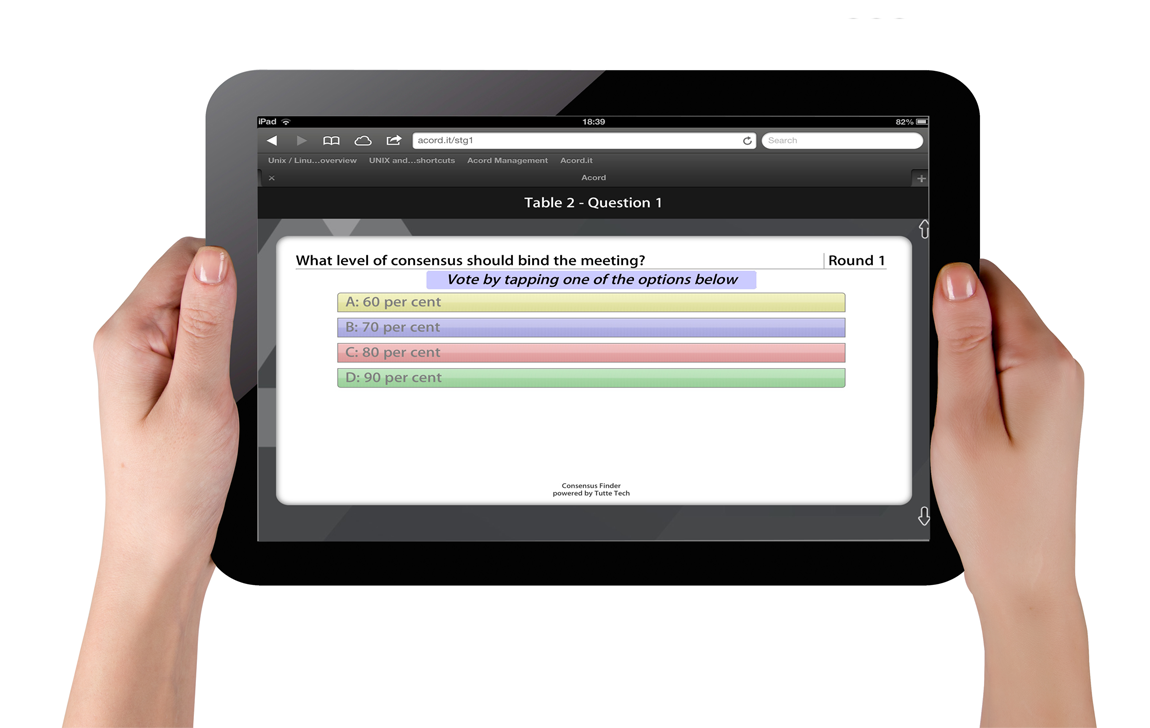 iPad 18:39 82%
acord.it/stg1 Search
Unix / Linu...overview UNIX and...shortcuts Acord Management Acord.it
Acord
Table 2 - Question 1
What level of consensus should bind the meeting? Round 1
Vote by tapping one of the options below
A: 60 per cent
B: 70 per cent
C: 80 per cent
D: 90 per cent
Consensus Finder
powered by Tutte Tech